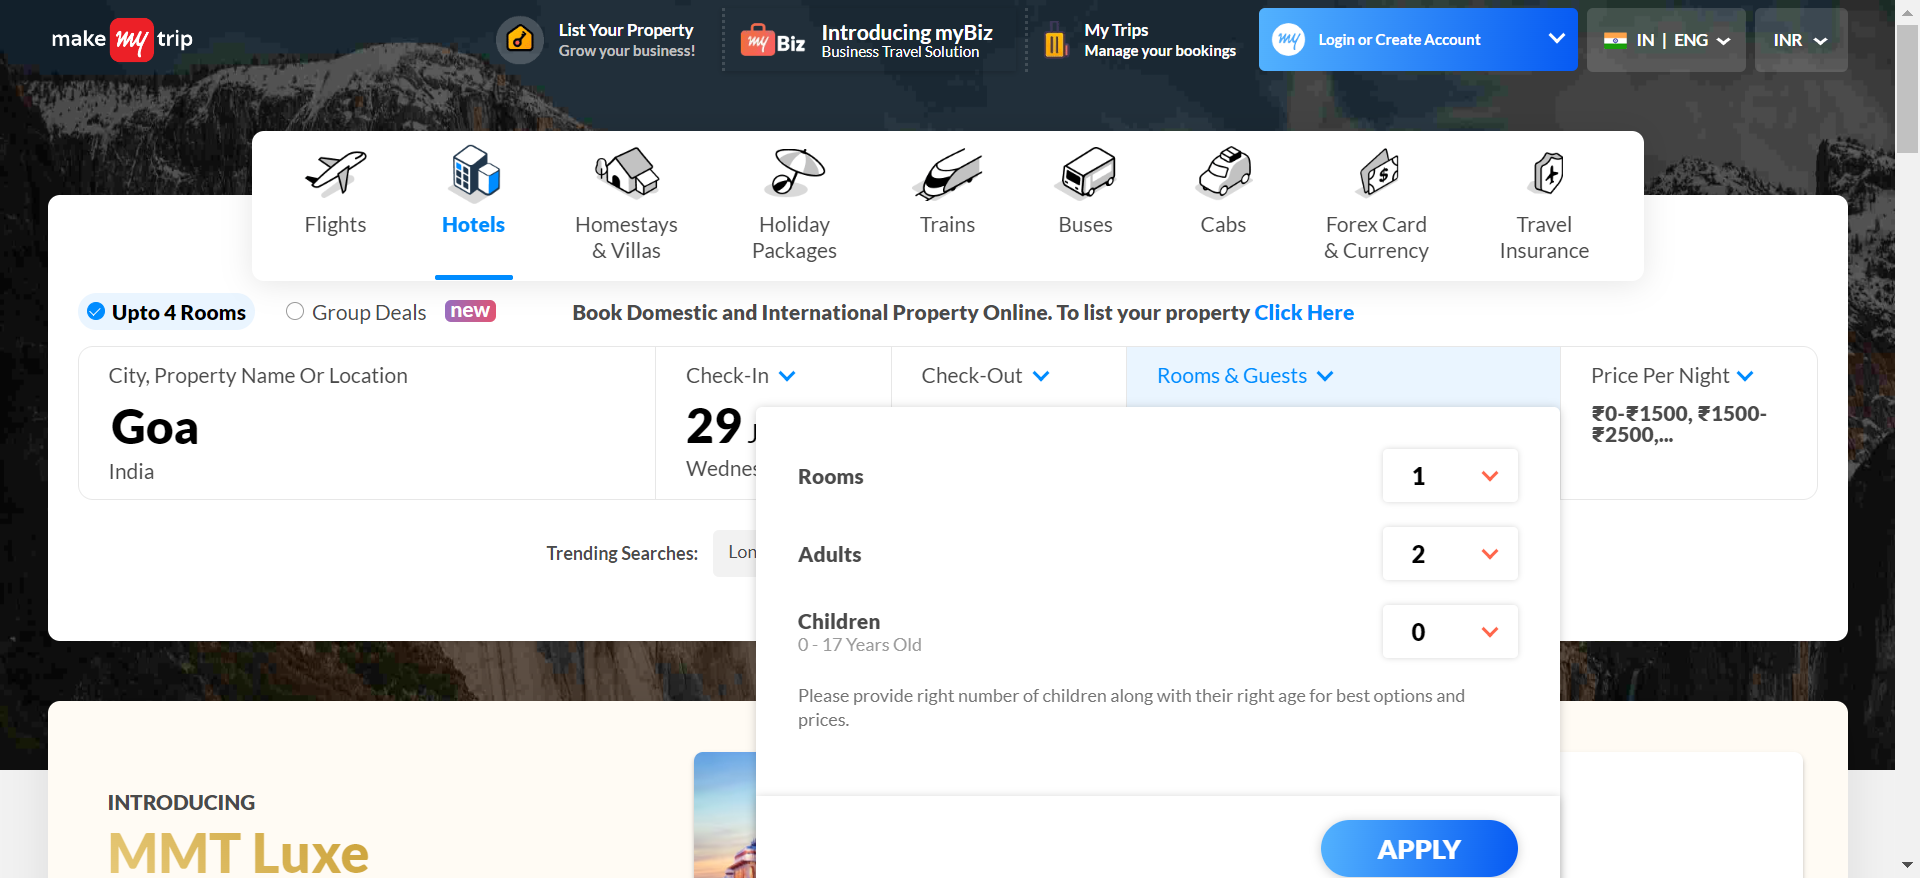 make my trip
List Your Property
Grow your business!
my Biz
Introducing myBiz
Business Travel Solution
My Trips
Manage your bookings
my Login or Create Account
IN | ENG
INR
Flights
Hotels
Homestays
& Villas
Holiday
Packages
Trains
Buses
Cabs
Forex Card
& Currency
Travel
Insurance
Upto 4 Rooms
Group Deals
new
Book Domestic and International Property Online. To list your property Click Here
City, Property Name Or Location
Goa
India
Check-In
29
Check-Out
Rooms & Guests
Price Per Night
₹0-₹1500, ₹1500-
₹2500,...
Rooms
1
Adults
2
Children
0 - 17 Years Old
0
Please provide right number of children along with their right age for best options and
prices.
APPLY
Trending Searches:
INTRODUCING
MMT Luxe